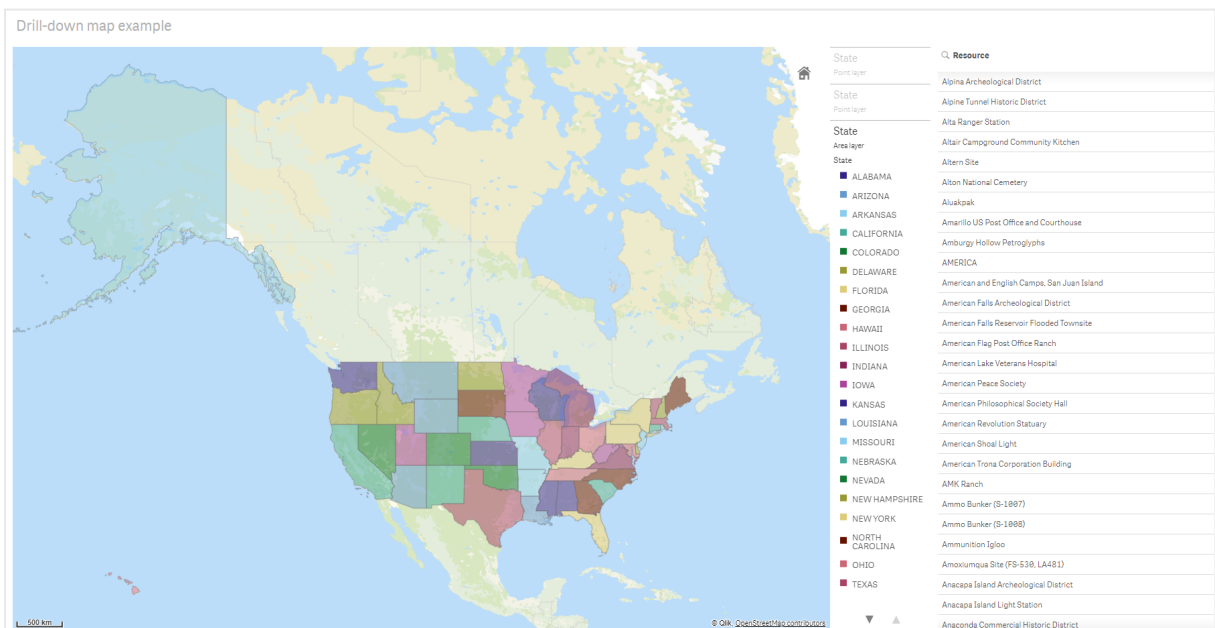 Drill-down map example
500 km
© Qlik, OpenStreetMap contributors
State
Point layer
State
Point layer
State
Area layer
State
ALABAMA
ARIZONA
ARKANSAS
CALIFORNIA
COLORADO
DELAWARE
FLORIDA
GEORGIA
HAWAII
ILLINOIS
INDIANA
IOWA
KANSAS
LOUISIANA
MISSOURI
NEBRASKA
NEVADA
NEW HAMPSHIRE
NEW YORK
NORTH
CAROLINA
OHIO
TEXAS
Resource
Alpina Archeological District
Alpine Tunnel Historic District
Alta Ranger Station
Altair Campground Community Kitchen
Altern Site
Alton National Cemetery
Aluakpak
Amarillo US Post Office and Courthouse
Amburgy Hollow Petroglyphs
AMERICA
American and English Camps, San Juan Island
American Falls Archeological District
American Falls Reservoir Flooded Townsite
American Flag Post Office Ranch
American Lake Veterans Hospital
American Peace Society
American Philosophical Society Hall
American Revolution Statuary
American Shoal Light
American Trona Corporation Building
AMK Ranch
Ammo Bunker (S-1007)
Ammo Bunker (S-1008)
Ammunition Igloo
Amoxiumqua Site (FS-530, LA481)
Anacapa Island Archeological District
Anacapa Island Light Station
Anaconda Commercial Historic District